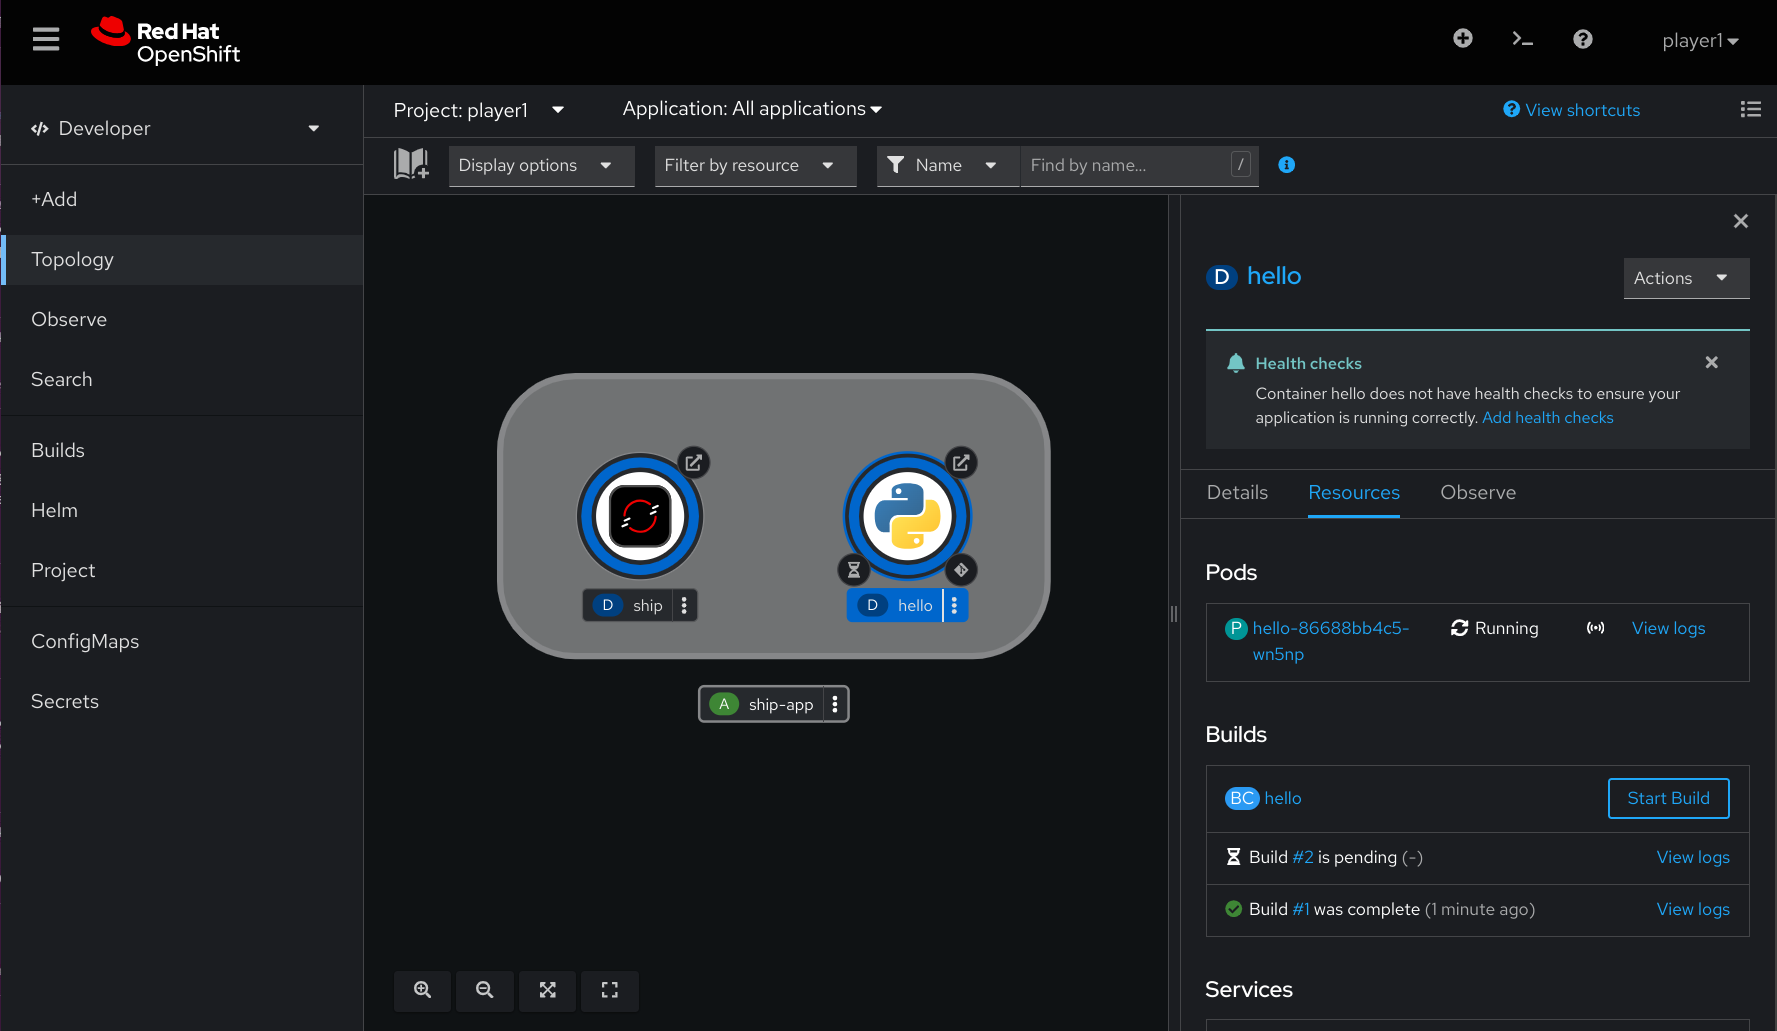 Red Hat
OpenShift
player1
Developer
+Add
Topology
Observe
Search
Builds
Helm
Project
ConfigMaps
Secrets
Project: player1
Application: All applications
View shortcuts
Display options
Filter by resource
Name
Find by name...
/
D ship
D hello
A ship-app
D hello
Actions
Health checks
Container hello does not have health checks to ensure your
application is running correctly. Add health checks
Details
Resources
Observe
Pods
P hello-86688bb4c5-
wn5np
Running
View logs
Builds
BC hello
Start Build
Build #2 is pending (-)
View logs
Build #1 was complete (1 minute ago)
View logs
Services